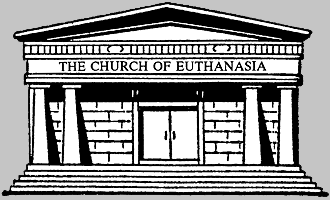 THE CHURCH OF EUTHANASIA